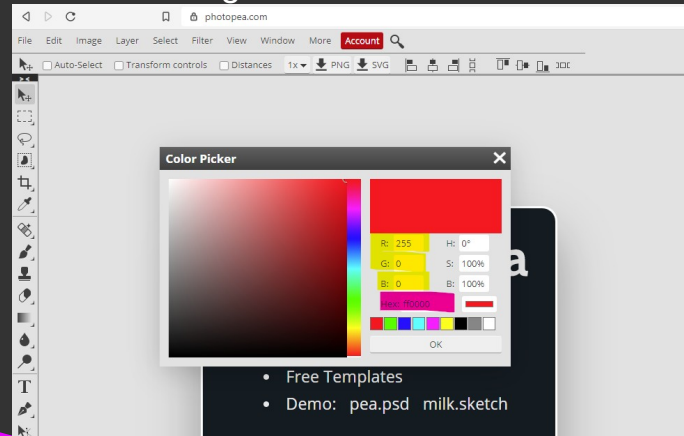 photopea.com
File Edit Image Layer Select Filter View Window More Account
Auto-Select Transform controls Distances 1x PNG SVG
Color Picker
R: 255 H: 0°
G: 0 S: 100%
B: 0 B: 100%
Hex: ff0000
OK
a
T
• Free Templates
• Demo: pea.psd milk.sketch